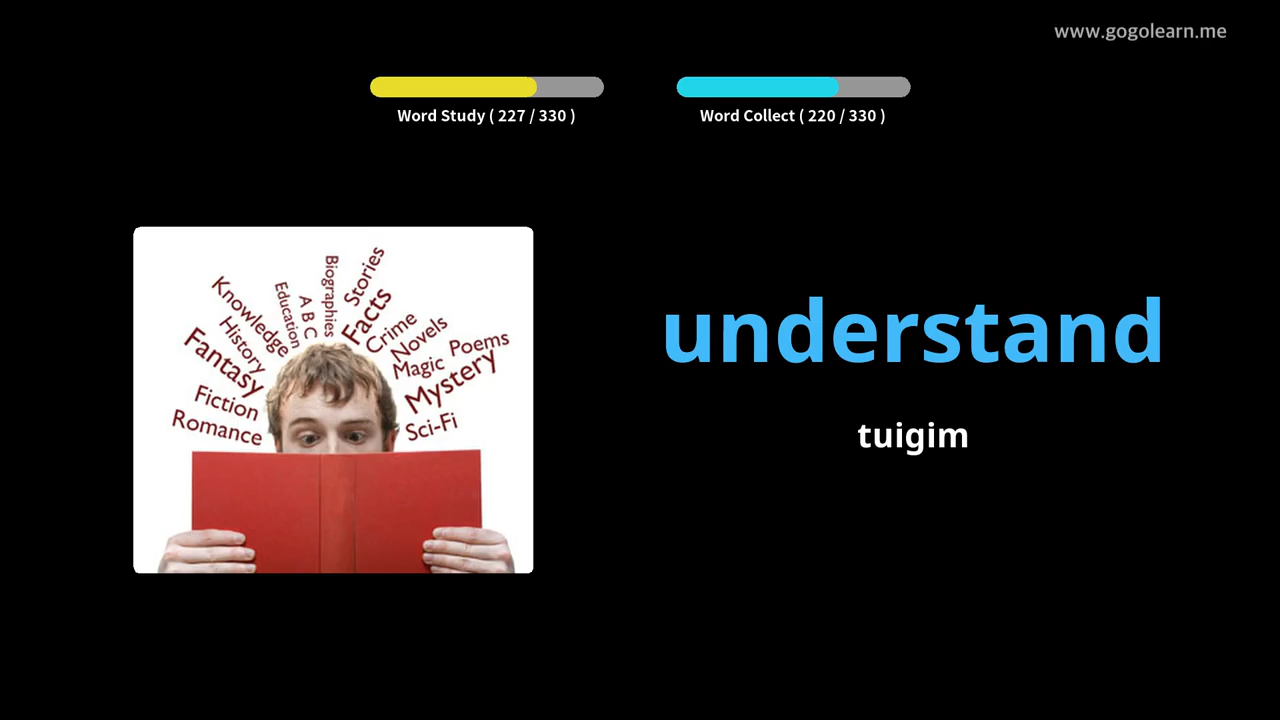 www.gogolearn.me
Word Study ( 227 / 330 )
Word Collect ( 220 / 330 )
Knowledge
Education
A B C
Biographies
Stories
History
Facts
Crime
Novels
Fantasy
Magic
Poems
Fiction
Mystery
Romance
Sci-Fi
understand
tuigim